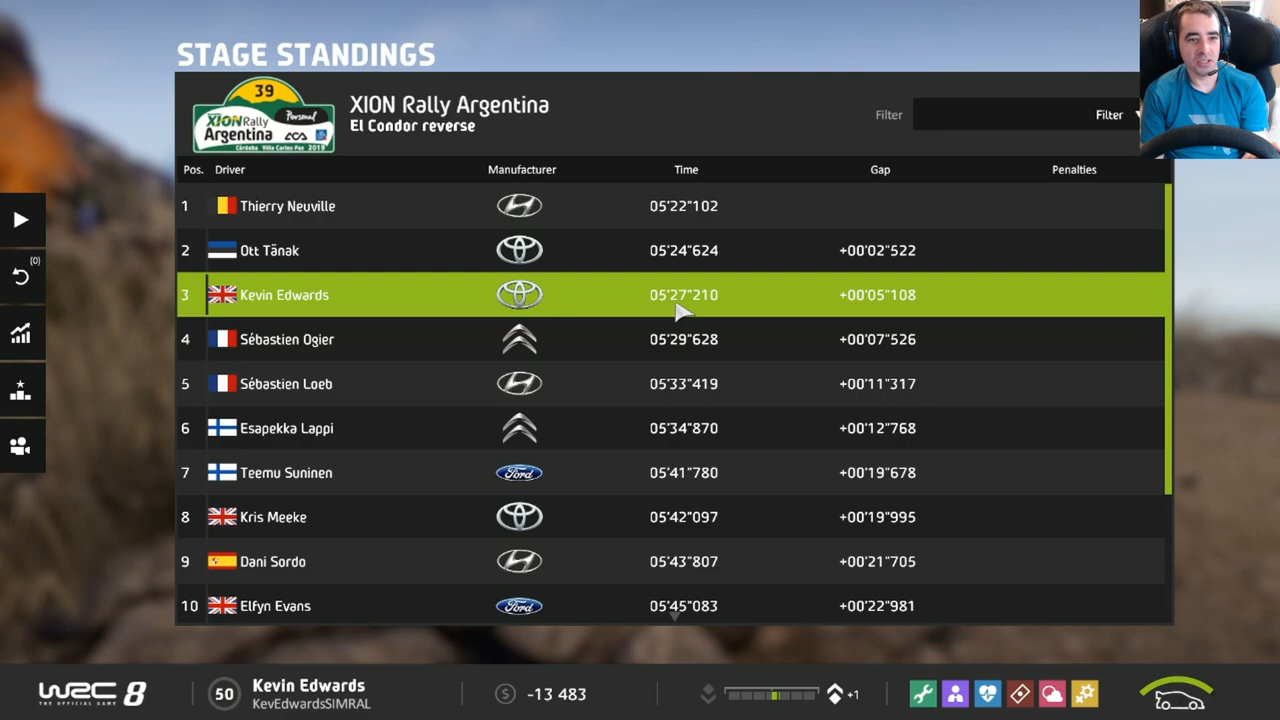 STAGE STANDINGS
39
XION Rally
Argentina
Personal
Córdoba Villa Carlos Paz 2019
XION Rally Argentina
El Condor reverse
Filter Filter
Pos. Driver Manufacturer Time Gap Penalties
1 Thierry Neuville 05'22"102
2 Ott Tänak 05'24"624 +00'02"522
3 Kevin Edwards 05'27"210 +00'05"108
4 Sébastien Ogier 05'29"628 +00'07"526
5 Sébastien Loeb 05'33"419 +00'11"317
6 Esapekka Lappi 05'34"870 +00'12"768
7 Teemu Suninen Ford 05'41"780 +00'19"678
8 Kris Meeke 05'42"097 +00'19"995
9 Dani Sordo 05'43"807 +00'21"705
10 Elfyn Evans Ford 05'45"083 +00'22"981
(0)
WRC 8
THE OFFICIAL GAME
50 Kevin Edwards
KevEdwardsSIMRAL
$ -13 483
+1